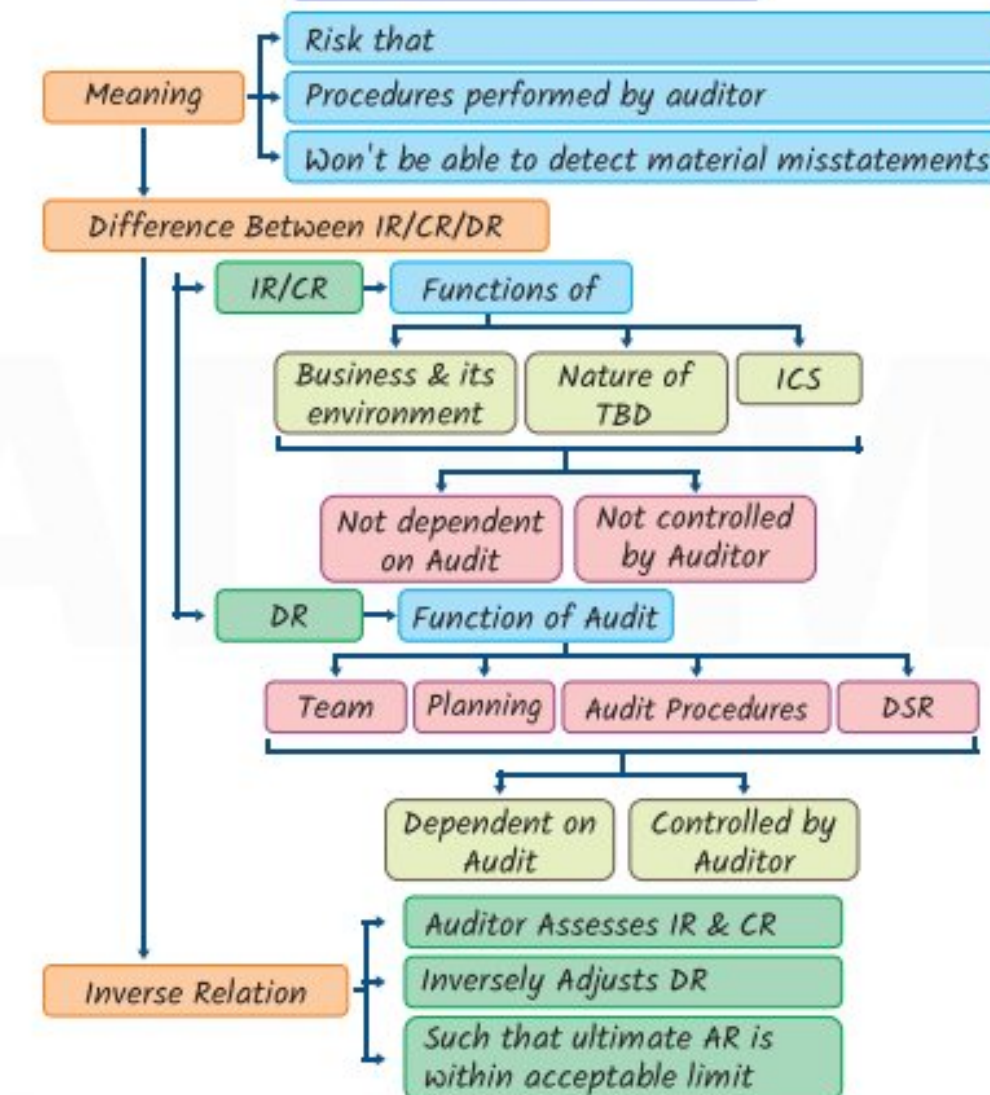 Risk that
Meaning
Procedures performed by auditor
Won't be able to detect material misstatements
Difference Between IR/CR/DR
IR/CR
Functions of
Business & its
environment
Nature of
TBD
ICS
Not dependent
on Audit
Not controlled
by Auditor
DR
Function of Audit
Team
Planning
Audit Procedures
DSR
Dependent on
Audit
Controlled by
Auditor
Inverse Relation
Auditor Assesses IR & CR
Inversely Adjusts DR
Such that ultimate AR is
within acceptable limit